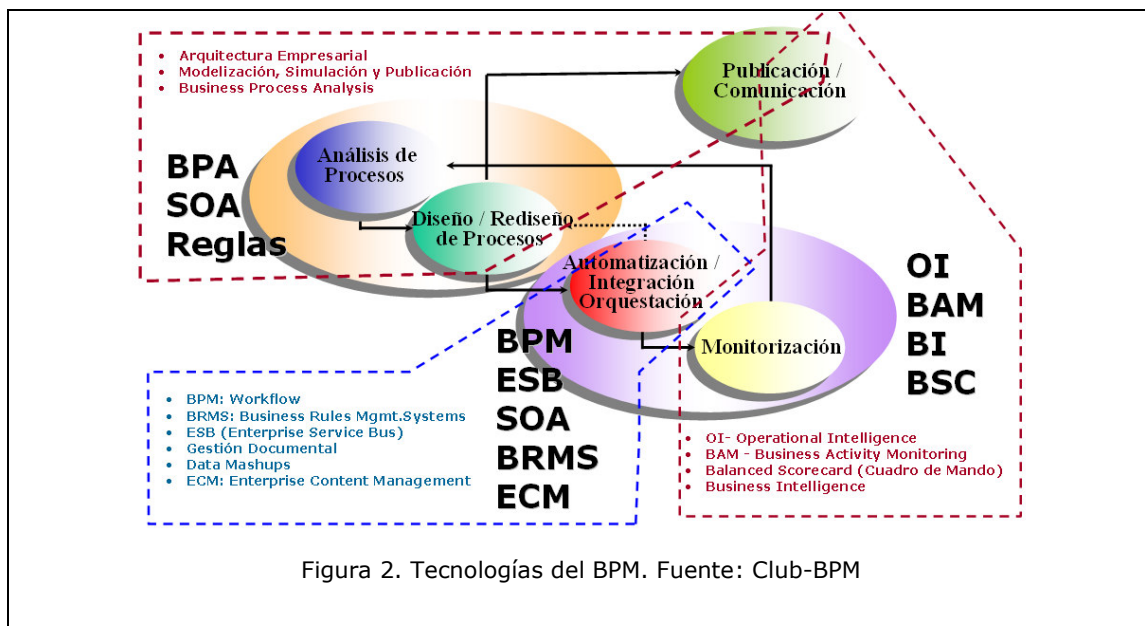 • Arquitectura Empresarial
• Modelización, Simulación y Publicación
• Business Process Analysis
Publicación /
Comunicación
BPA
SOA
Reglas
Análisis de
Procesos
Diseño / Rediseño
de Procesos
Automatización /
Integración
Orquestación
Monitorización
OI
BAM
BI
BSC
BPM
ESB
SOA
BRMS
ECM
• BPM: Workflow
• BRMS: Business Rules Mgmt.Systems
• ESB (Enterprise Service Bus)
• Gestión Documental
• Data Mashups
• ECM: Enterprise Content Management
• OI- Operational Intelligence
• BAM - Business Activity Monitoring
• Balanced Scorecard (Cuadro de Mando)
• Business Intelligence
Figura 2. Tecnologías del BPM. Fuente: Club-BPM